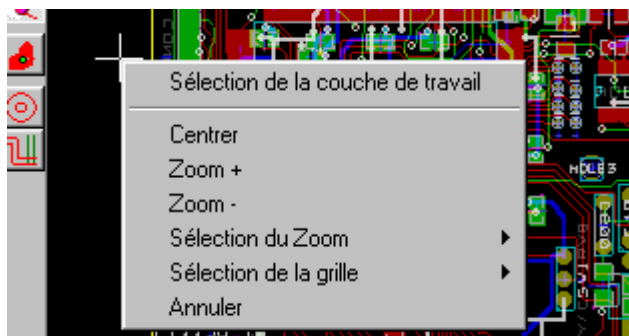 Sélection de la couche de travail
Centrer
Zoom +
Zoom -
Sélection du Zoom
Sélection de la grille
Annuler
HOLE 3